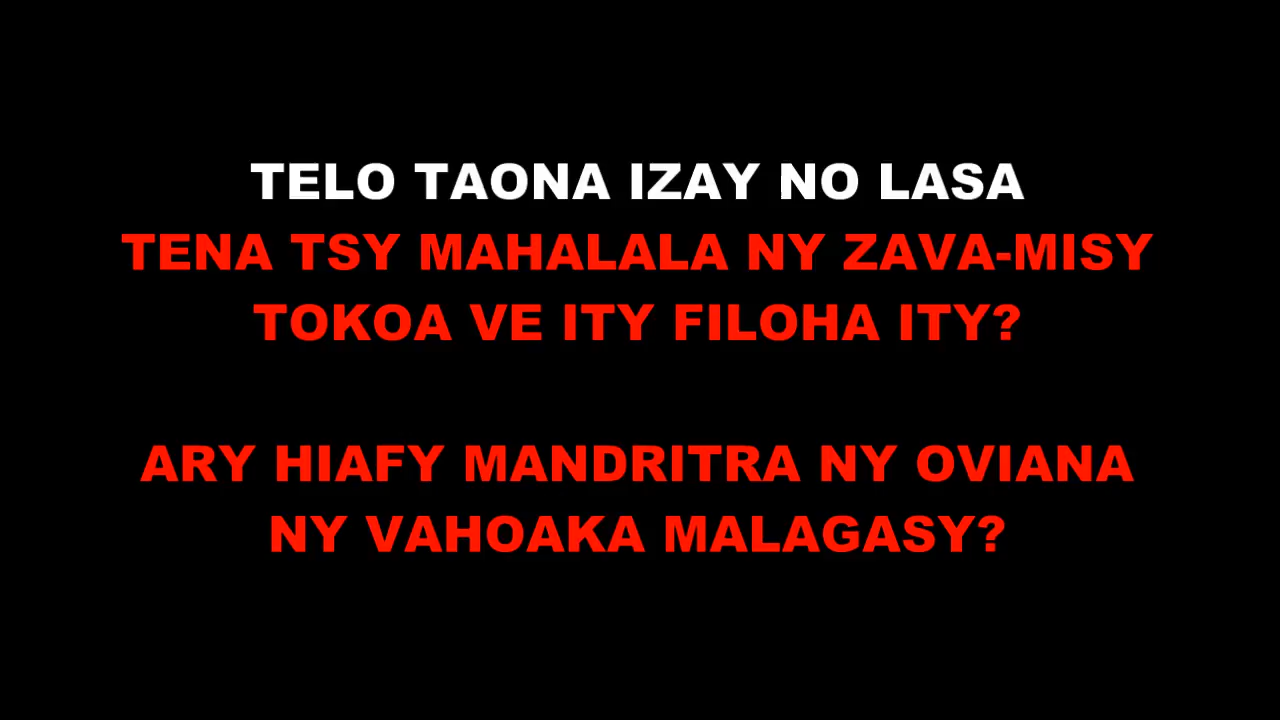 TELO TAONA IZAY NO LASA
TENA TSY MAHALALA NY ZAVA-MISY
TOKOA VE ITY FILOHA ITY?
ARY HIAFY MANDRITRA NY OVIANA
NY VAHOAKA MALAGASY?